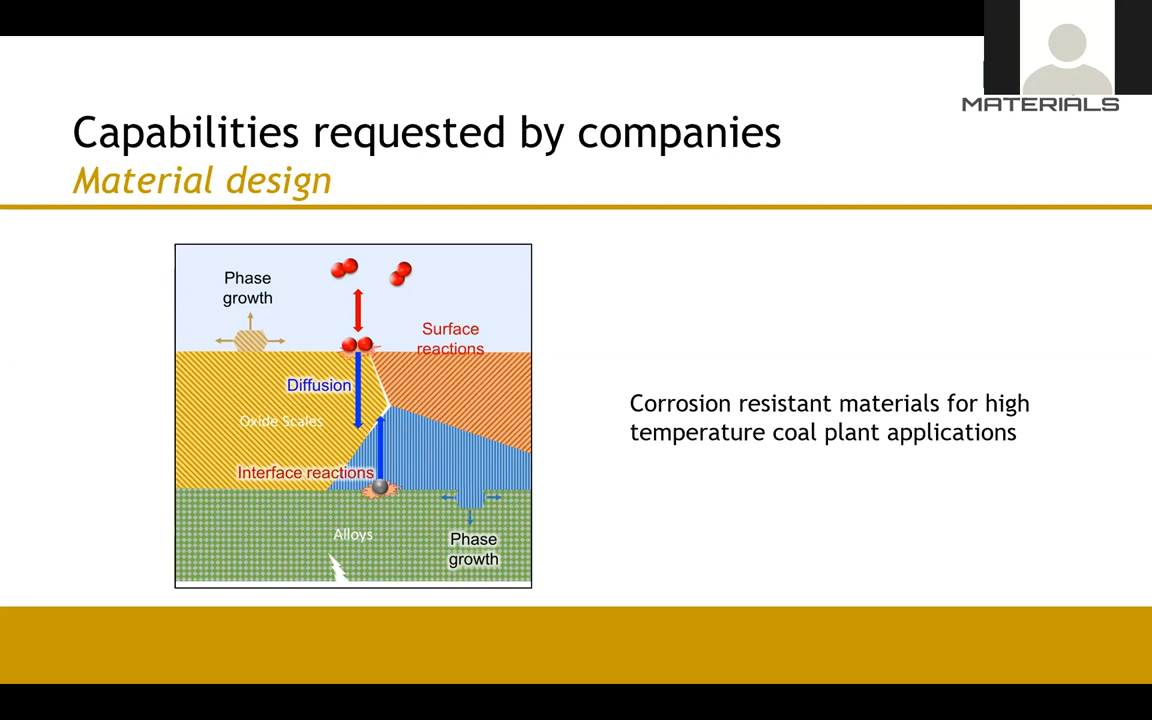 MATERIALS
Capabilities requested by companies
Material design
Phase
growth
Surface
reactions
Diffusion
Oxide Scales
Interface reactions
Alloys
Phase
growth
Corrosion resistant materials for high
temperature coal plant applications